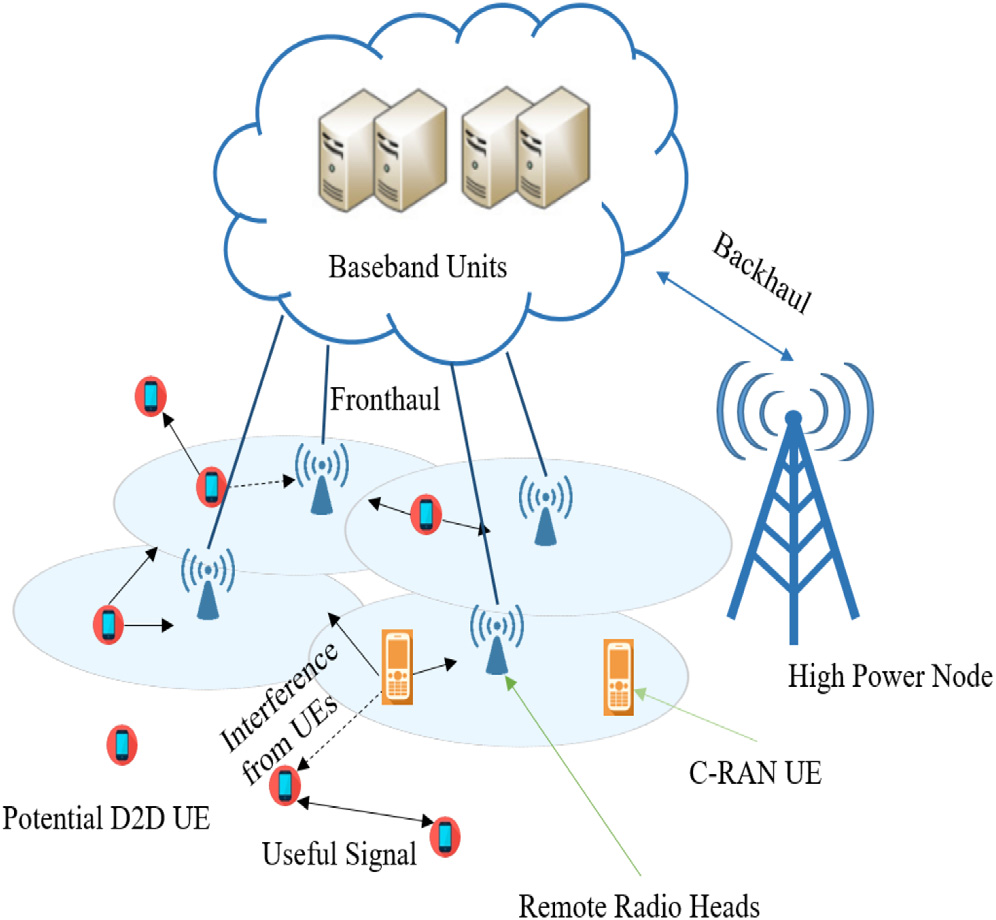 Baseband Units
Backhaul
Fronthaul
High Power Node
Interference
from UEs
C-RAN UE
Potential D2D UE
Useful Signal
Remote Radio Heads